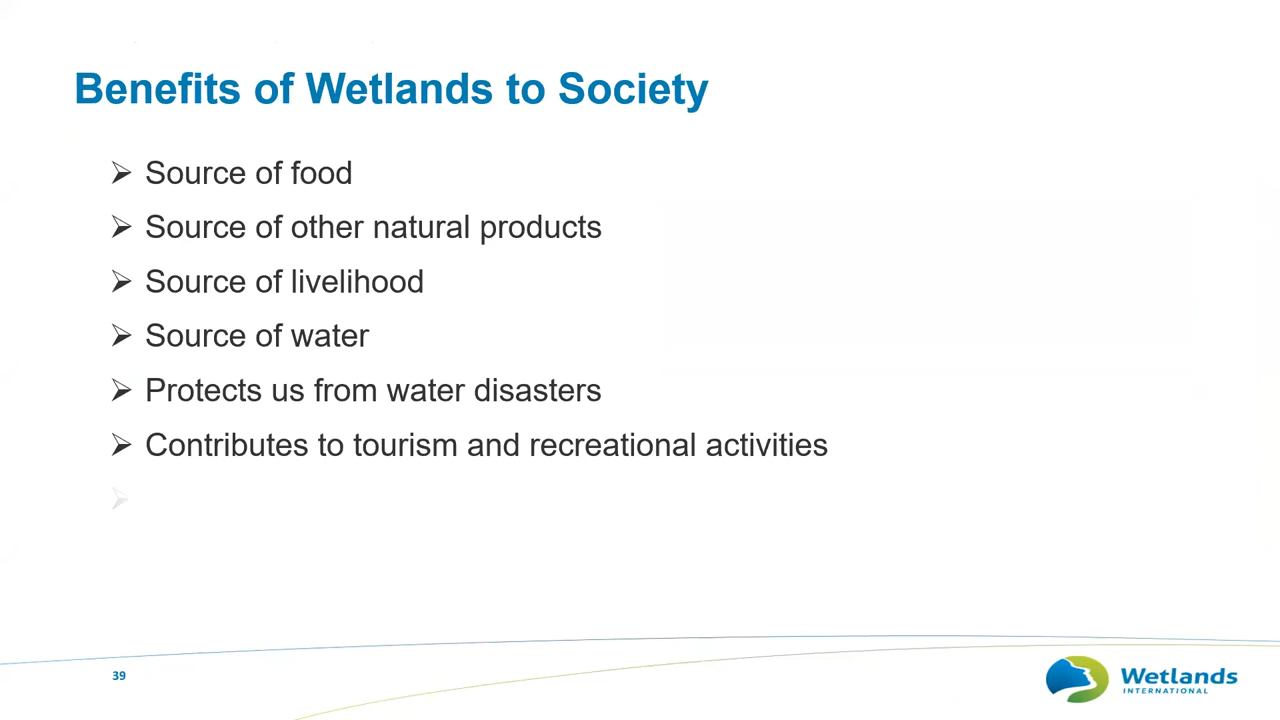 Benefits of Wetlands to Society
➢ Source of food
➢ Source of other natural products
➢ Source of livelihood
➢ Source of water
➢ Protects us from water disasters
➢ Contributes to tourism and recreational activities
➢
39
Wetlands
INTERNATIONAL